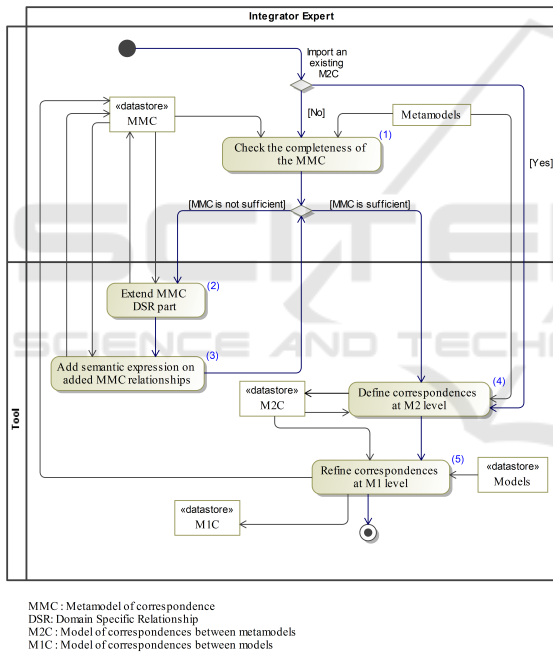 Integrator Expert
Import an
existing
M2C
«datastore»
MMC
[No]
Metamodels
(1)
Check the completeness of
the MMC
[Yes]
[MMC is not sufficient]
[MMC is sufficient]
(2)
Extend MMC
DSR part
(3)
Add semantic expression on
added MMC relationships
Tool
«datastore»
M2C
(4)
Define correspondences
at M2 level
(5)
Refine correspondences
at M1 level
«datastore»
Models
«datastore»
M1C
SCITE
SCIENCE AND TECH
MMC : Metamodel of correspondence
DSR: Domain Specific Relationship
M2C : Model of correspondences between metamodels
M1C : Model of correspondences between models